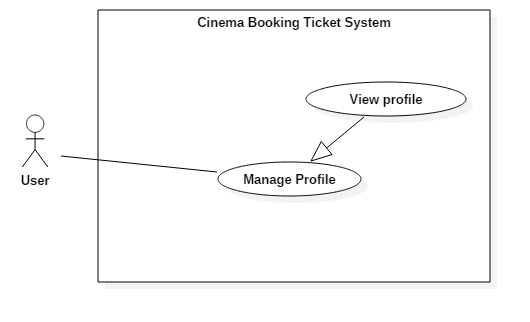 Cinema Booking Ticket System
View profile
Manage Profile
User